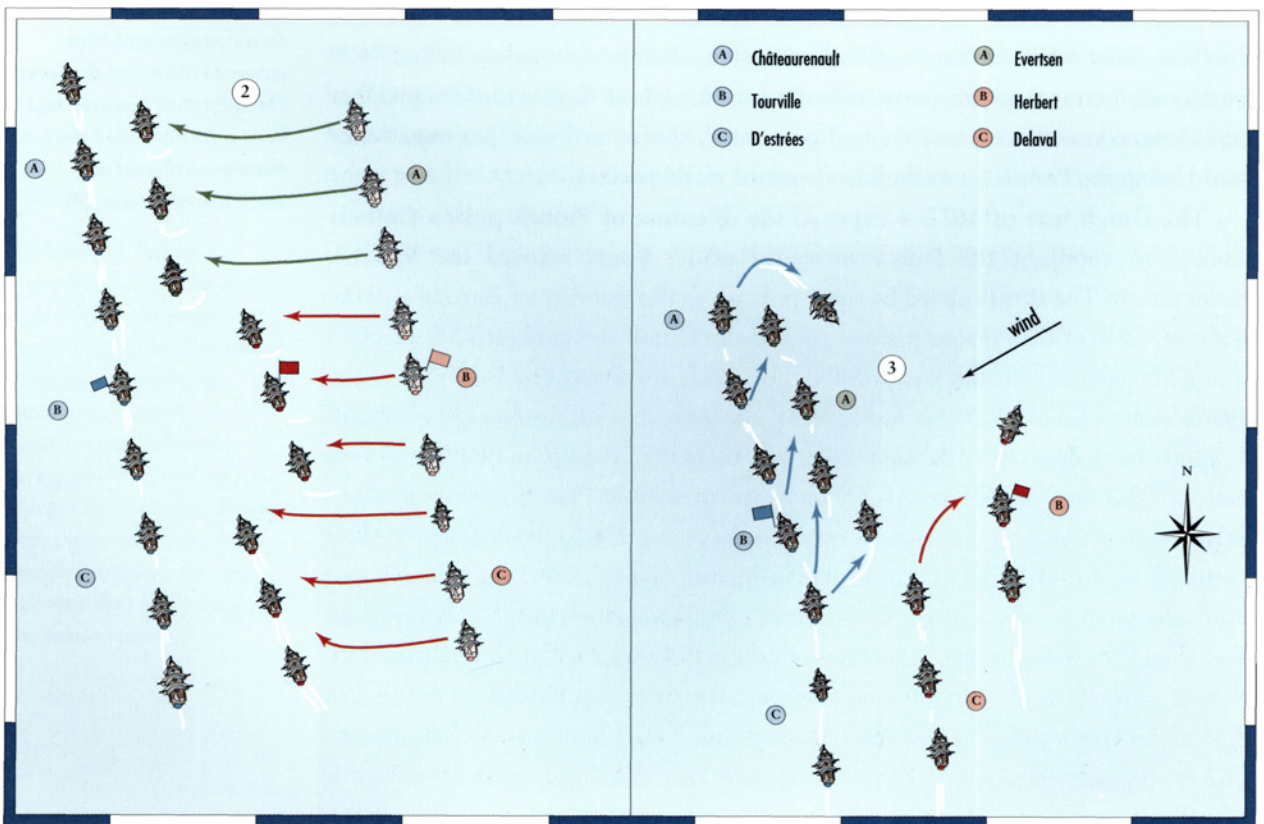 2
A
A
B
B
C
C
A Châteaurenault
B Tourville
C D'estrées
A Evertsen
B Herbert
C Delaval
A
wind
3
A
N
B
B
C
C